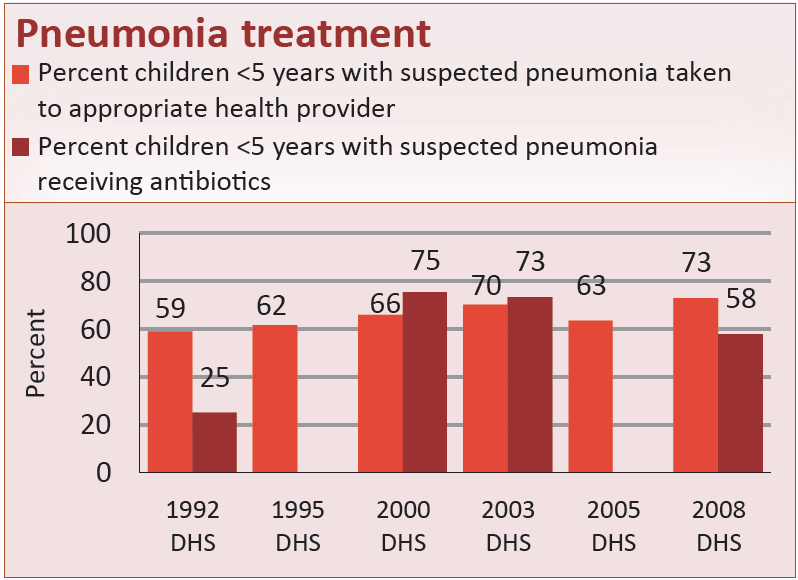 Pneumonia treatment
Percent children <5 years with suspected pneumonia taken
to appropriate health provider
Percent children <5 years with suspected pneumonia
receiving antibiotics
Percent
100
80
60
40
20
0
59
25
62
66
75
70
73
63
73
58
1992 1995 2000 2003 2005 2008
DHS DHS DHS DHS DHS DHS